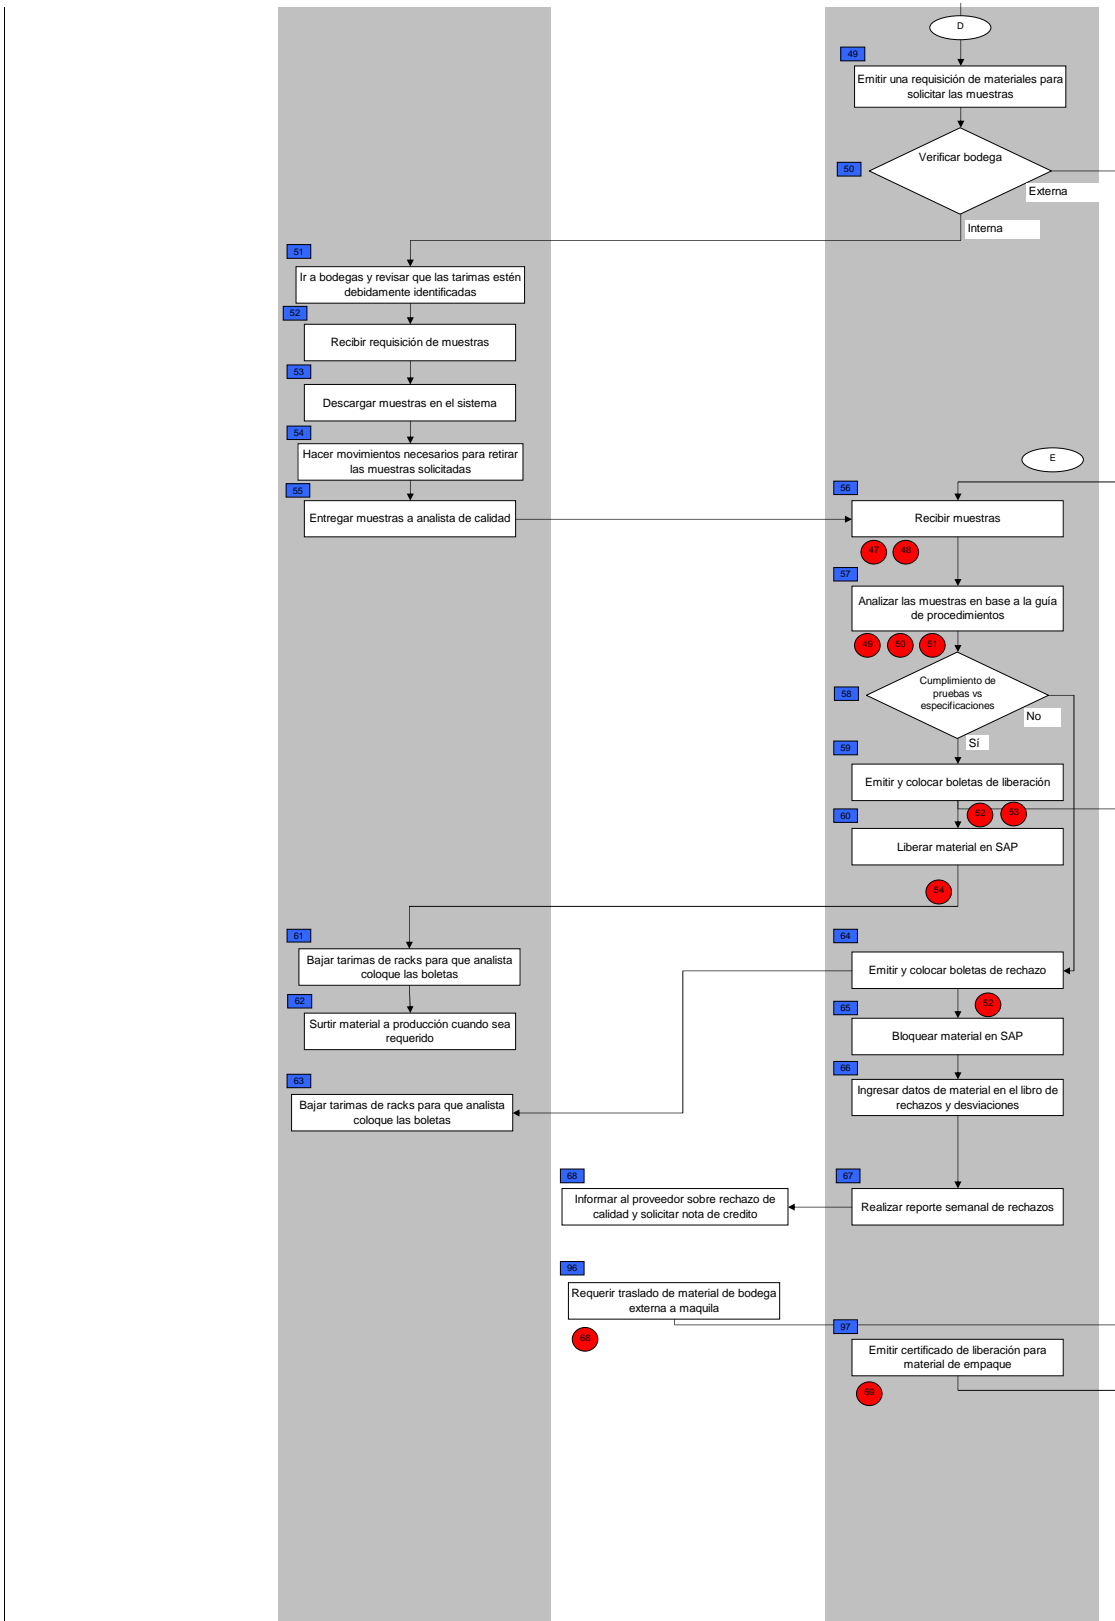 D
49
Emitir una requisición de materiales para
solicitar las muestras
Verificar bodega
50
Externa
Interna
51
Ir a bodegas y revisar que las tarimas estén
debidamente identificadas
52
Recibir requisición de muestras
53
Descargar muestras en el sistema
54
Hacer movimientos necesarios para retirar
las muestras solicitadas
E
55
Entregar muestras a analista de calidad
56
Recibir muestras
47
48
57
Analizar las muestras en base a la guía
de procedimientos
49
50
51
Cumplimiento de
pruebas vs
especificaciones
58
No
Sí
59
Emitir y colocar boletas de liberación
52
53
60
Liberar material en SAP
54
61
Bajar tarimas de racks para que analista
coloque las boletas
62
Surtir material a producción cuando sea
requerido
64
Emitir y colocar boletas de rechazo
52
65
Bloquear material en SAP
66
Ingresar datos de material en el libro de
rechazos y desviaciones
63
Bajar tarimas de racks para que analista
coloque las boletas
67
Realizar reporte semanal de rechazos
68
Informar al proveedor sobre rechazo de
calidad y solicitar nota de credito
96
Requerir traslado de material de bodega
externa a maquila
68
97
Emitir certificado de liberación para
material de empaque
69